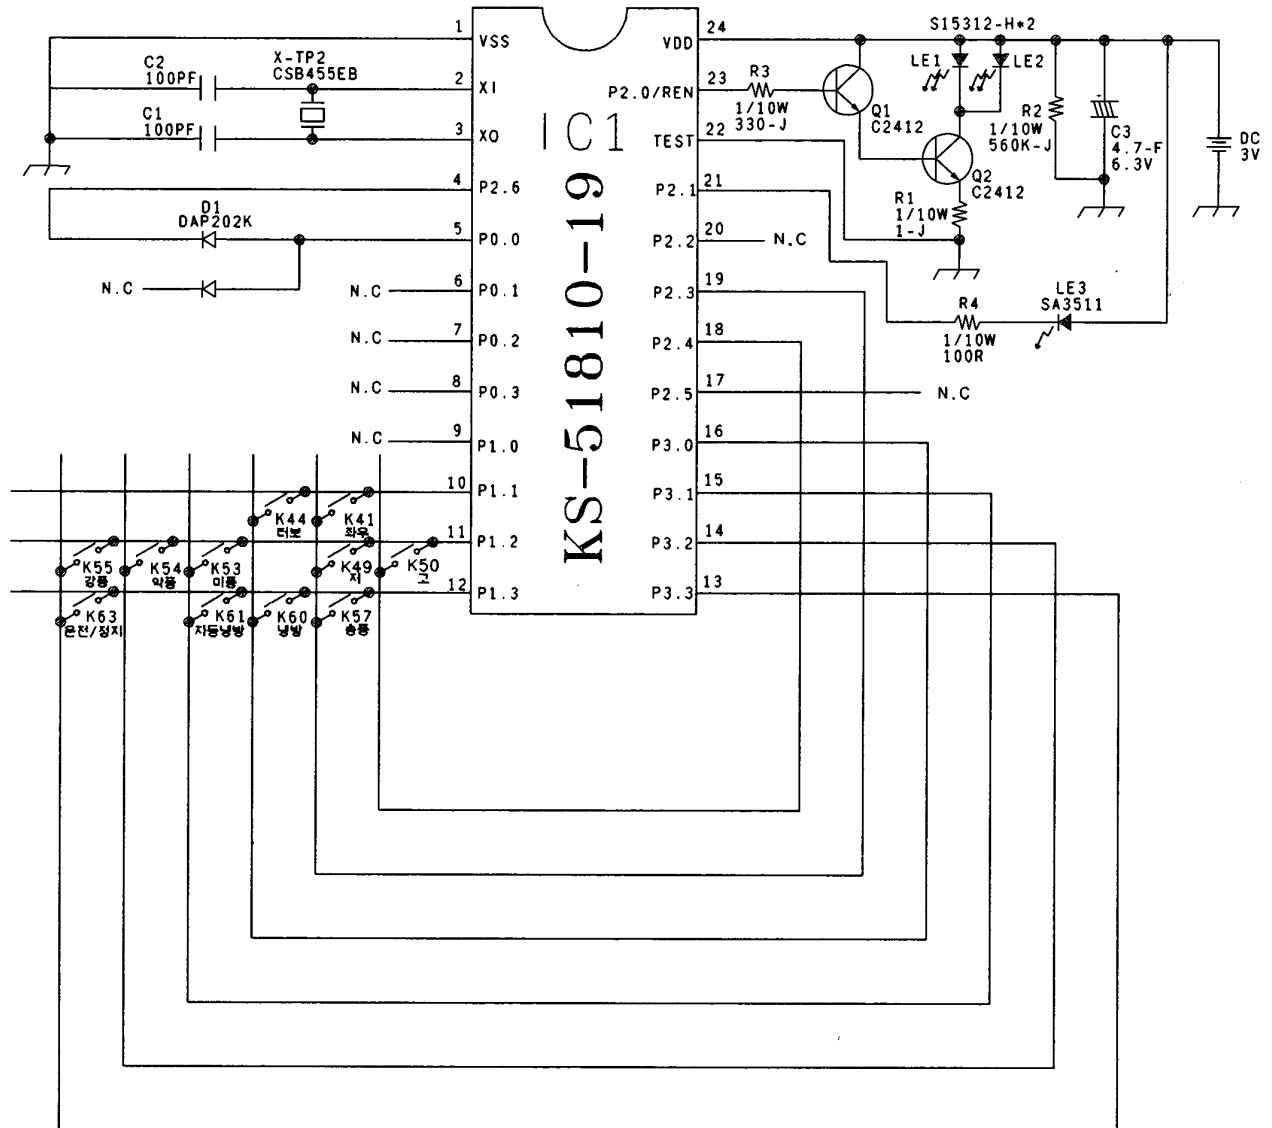 S15312-H*2
1
VSS
VDD
24
C2
100PF
X-TP2
CSB455EB
2
XI
P2.0/REN
23
R3
1/10W
330-J
Q1
C2412
LE1
LE2
R2
1/10W
560K-J
C3
4.7-F
6.3V
DC
3V
C1
100PF
3
XO
IC1
KS-51810-19
TEST
22
Q2
C2412
4
P2.6
P2.1
21
R1
1/10W
1-J
D1
DAP202K
5
P0.0
P2.2
20
N.C
N.C
N.C
6
P0.1
P2.3
19
LE3
SA3511
R4
1/10W
100R
N.C
7
P0.2
P2.4
18
N.C
8
P0.3
P2.5
17
N.C
N.C
9
P1.0
P3.0
16
10
P1.1
P3.1
15
K44
터보
K41
좌우
11
P1.2
P3.2
14
K55
강풍
K54
약풍
K53
미풍
K49
저
K50
고
12
P1.3
P3.3
13
K63
운전/정지
K61
자동냉방
K60
냉방
K57
송풍